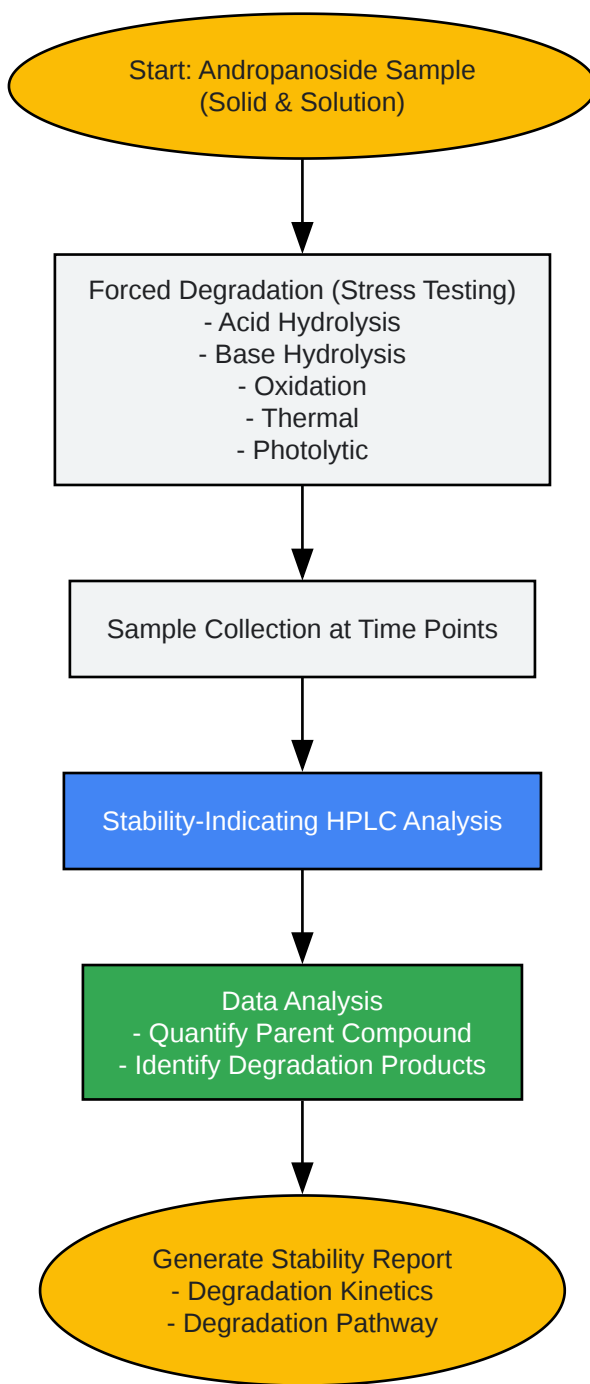 Start: Andropanoside Sample
(Solid & Solution)
Forced Degradation (Stress Testing)
- Acid Hydrolysis
- Base Hydrolysis
- Oxidation
- Thermal
- Photolytic
Sample Collection at Time Points
Stability-Indicating HPLC Analysis
Data Analysis
- Quantify Parent Compound
- Identify Degradation Products
Generate Stability Report
- Degradation Kinetics
- Degradation Pathway